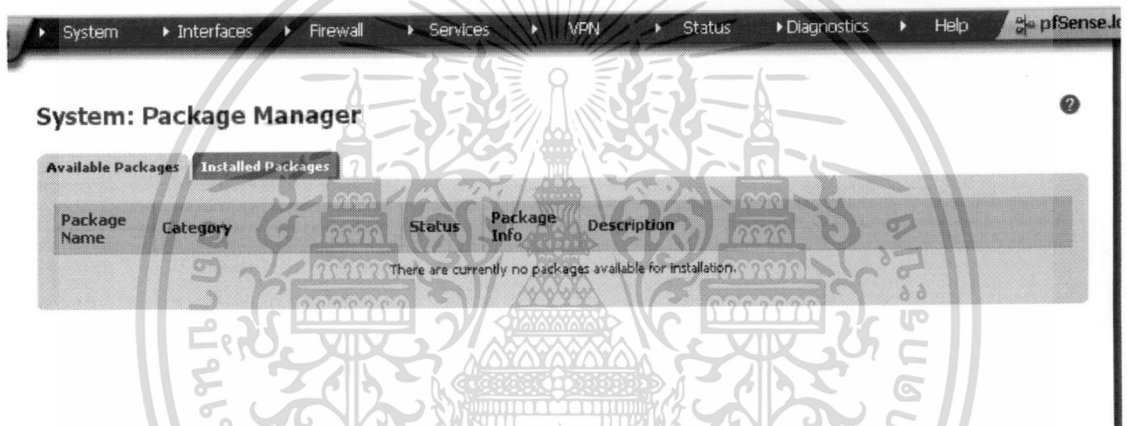 System Interfaces Firewall Services VPN Status Diagnostics Help pfSense.lo
System: Package Manager
Available Packages Installed Packages
Package Name Category Status Package Info Description
There are currently no packages available for installation.